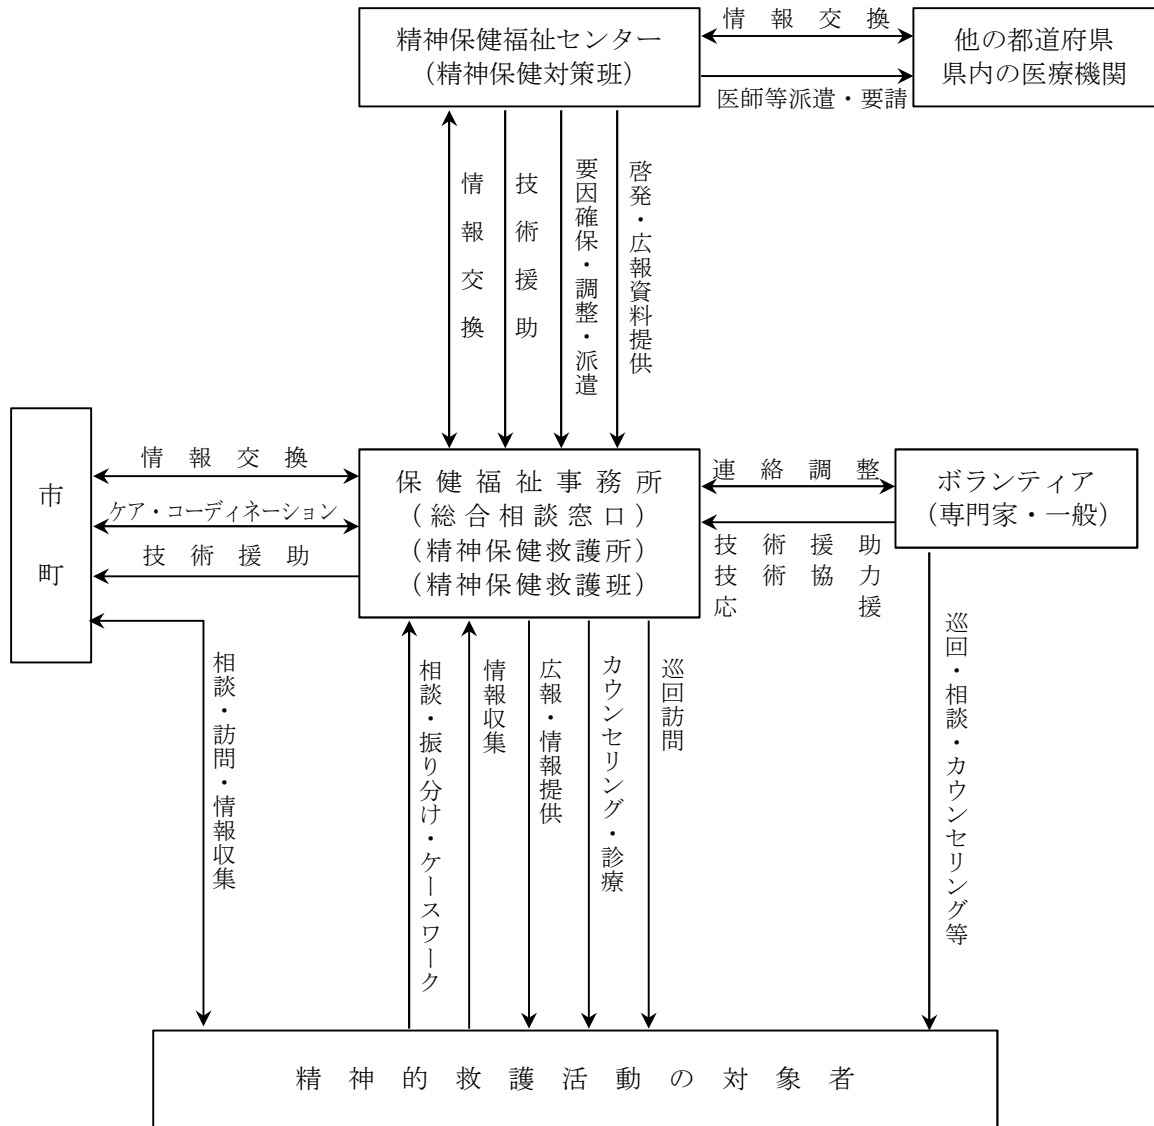 精神保健福祉センター
（精神保健対策班）
情報交換
医師等派遣・要請
他の都道府県
県内の医療機関
情報交換
技術援助
要因確保・調整・派遣
啓発・広報資料提供
市町
情報交換
ケア・コーディネーション
技術援助
保健福祉事務所
（総合相談窓口）
（精神保健救護所）
（精神保健救護班）
連絡調整
技術援助
技術協力
応援
ボランティア
（専門家・一般）
相談・訪問・情報収集
相談・振り分け・ケースワーク
情報収集
広報・情報提供
カウンセリング・診療
巡回訪問
巡回・相談・カウンセリング等
精神的救護活動の対象者